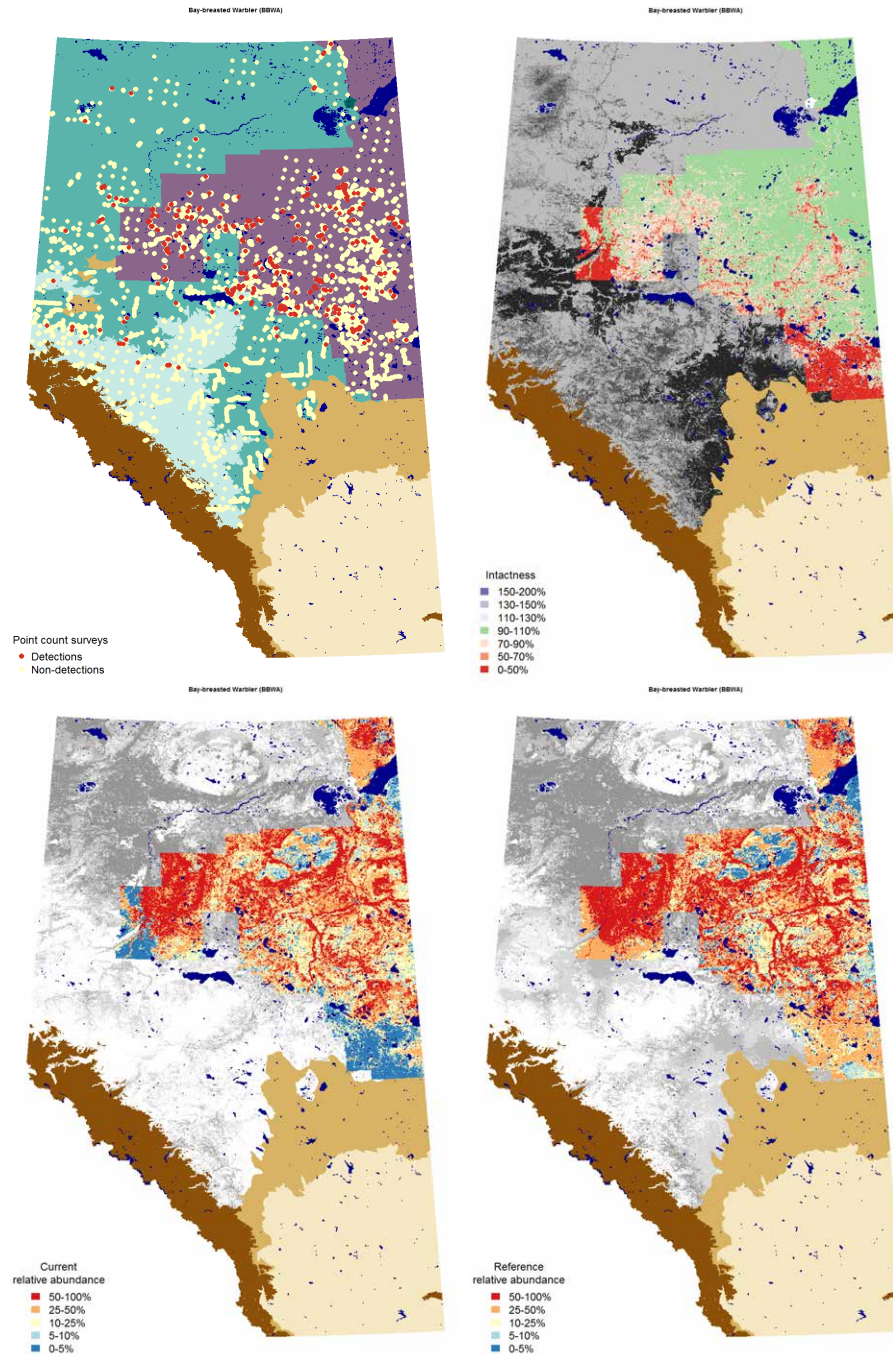 Bay-breasted Warbler (BBWA)
Point count surveys
Detections
Non-detections
Bay-breasted Warbler (BBWA)
Intactness
150-200%
130-150%
110-130%
90-110%
70-90%
50-70%
0-50%
Bay-breasted Warbler (BBWA)
Current
relative abundance
50-100%
25-50%
10-25%
5-10%
0-5%
Bay-breasted Warbler (BBWA)
Reference
relative abundance
50-100%
25-50%
10-25%
5-10%
0-5%